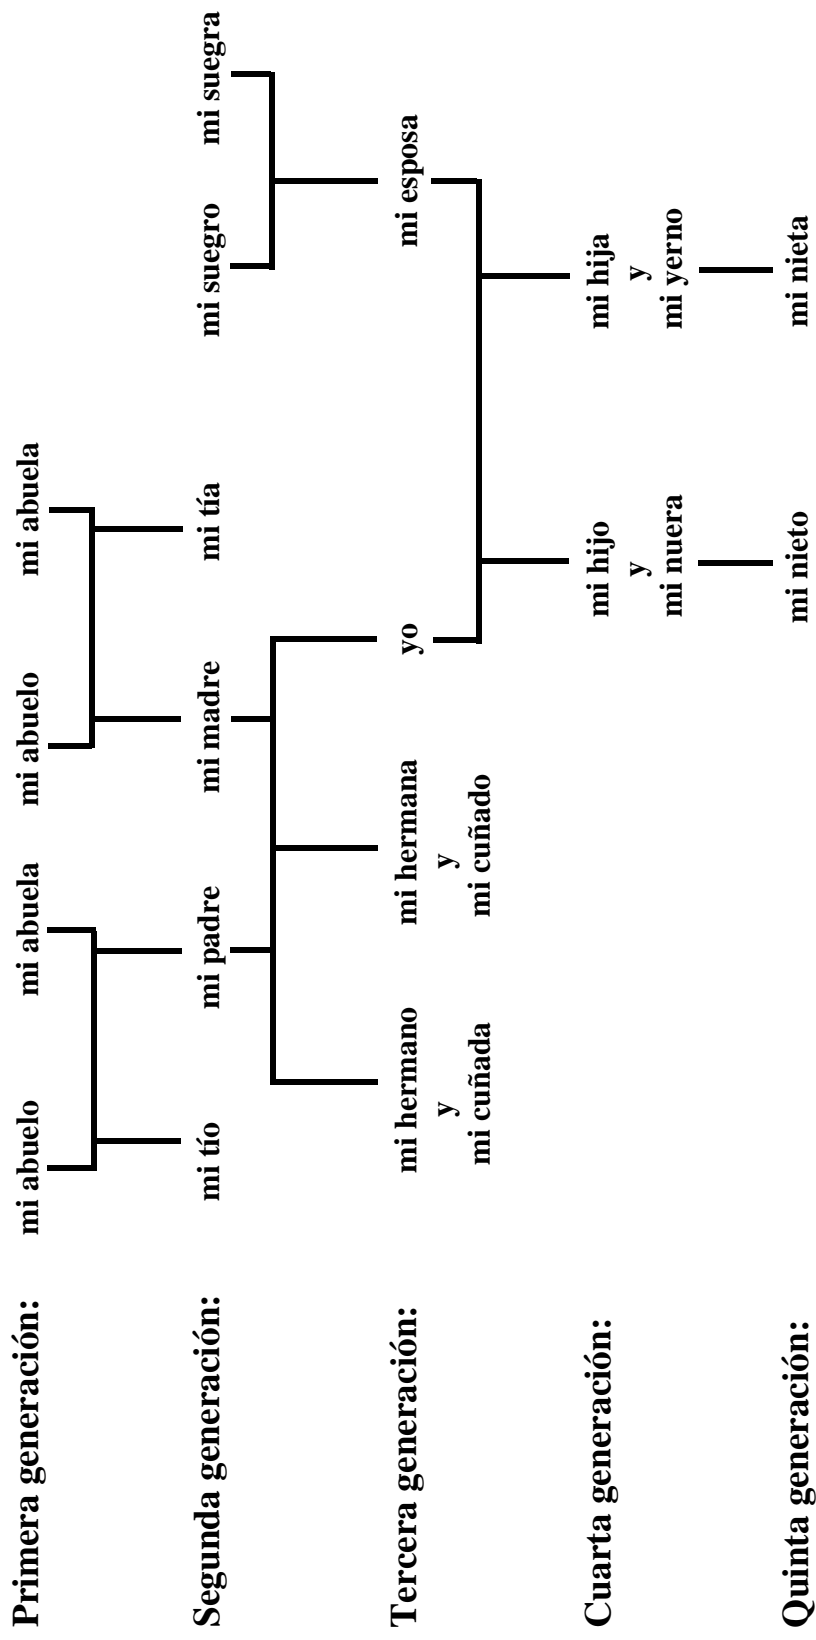 Primera generación:
mi abuelo
mi abuela
mi abuelo
mi abuela
Segunda generación:
mi tío
mi padre
mi madre
mi tía
mi suegro
mi suegra
Tercera generación:
mi hermano
y
mi cuñada
mi hermana
y
mi cuñado
yo
mi esposa
Cuarta generación:
mi hijo
y
mi nuera
mi hija
y
mi yerno
Quinta generación:
mi nieto
mi nieta